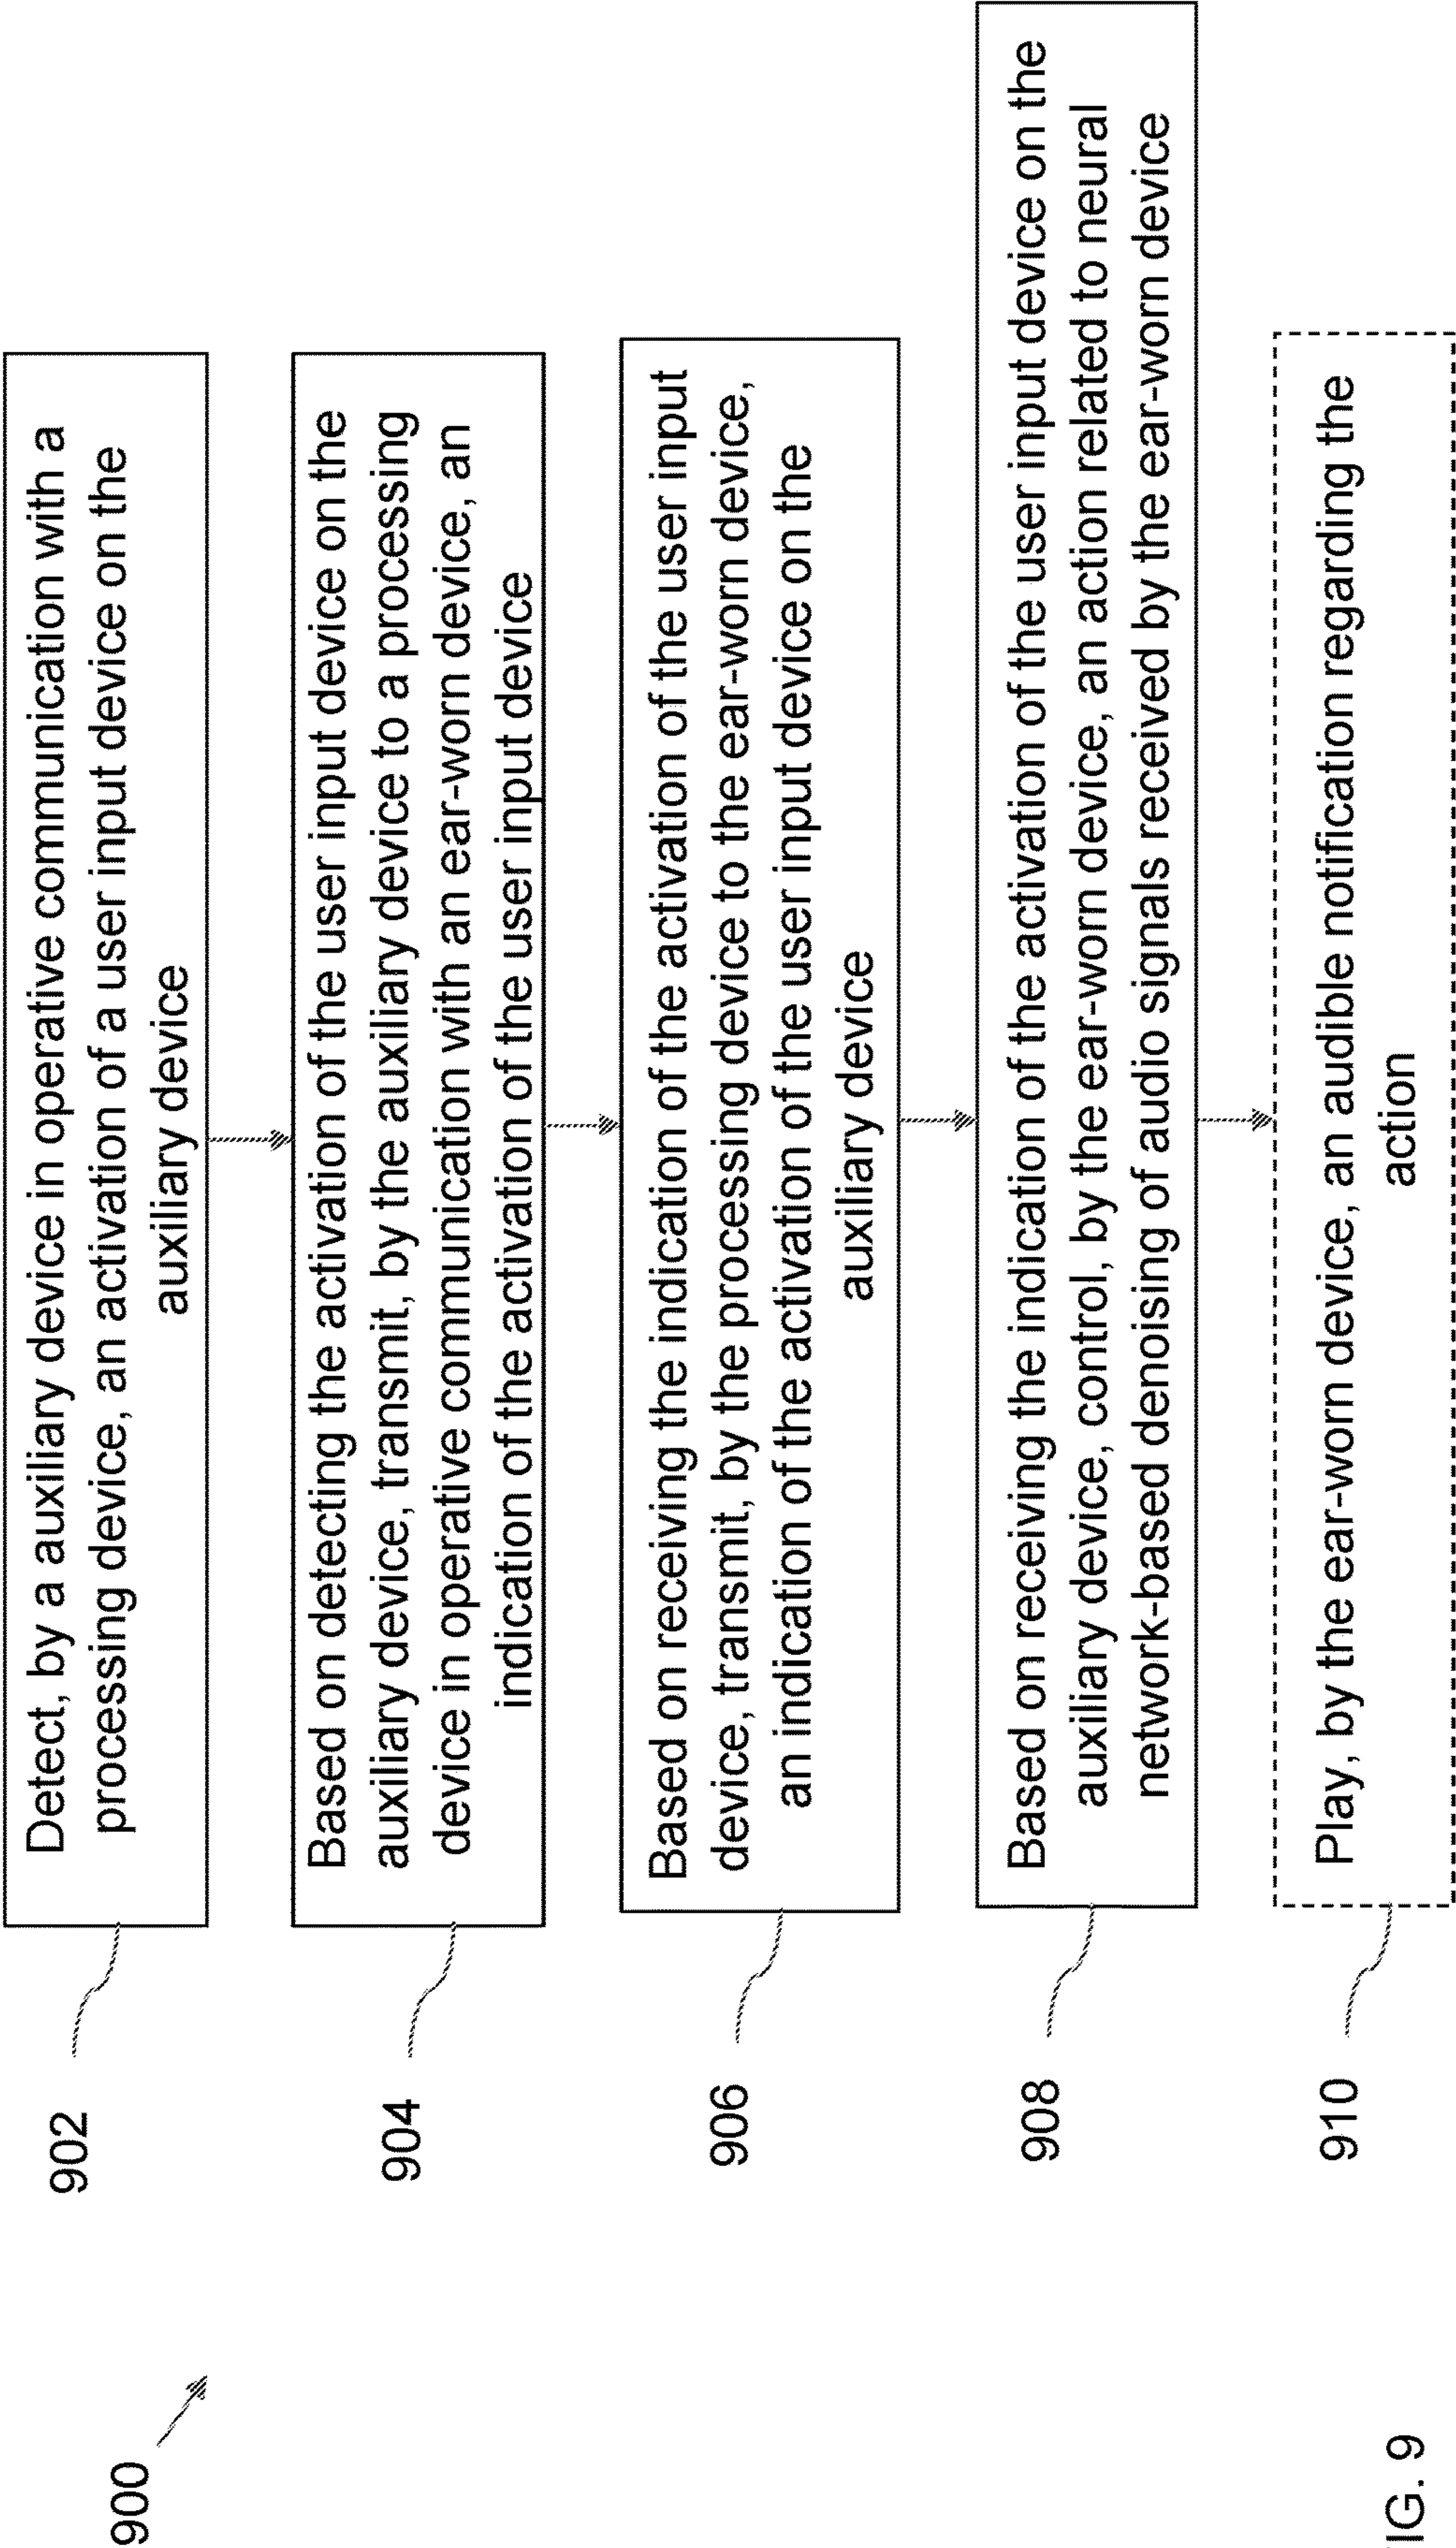 900
902
Detect, by a auxiliary device in operative communication with a
processing device, an activation of a user input device on the
auxiliary device
904
Based on detecting the activation of the user input device on the
auxiliary device, transmit, by the auxiliary device to a processing
device in operative communication with an ear-worn device, an
indication of the activation of the user input device
906
Based on receiving the indication of the activation of the user input
device, transmit, by the processing device to the ear-worn device,
an indication of the activation of the user input device on the
auxiliary device
908
Based on receiving the indication of the activation of the user input device on the
auxiliary device, control, by the ear-worn device, an action related to neural
network-based denoising of audio signals received by the ear-worn device
910
Play, by the ear-worn device, an audible notification regarding the
action
IG. 9